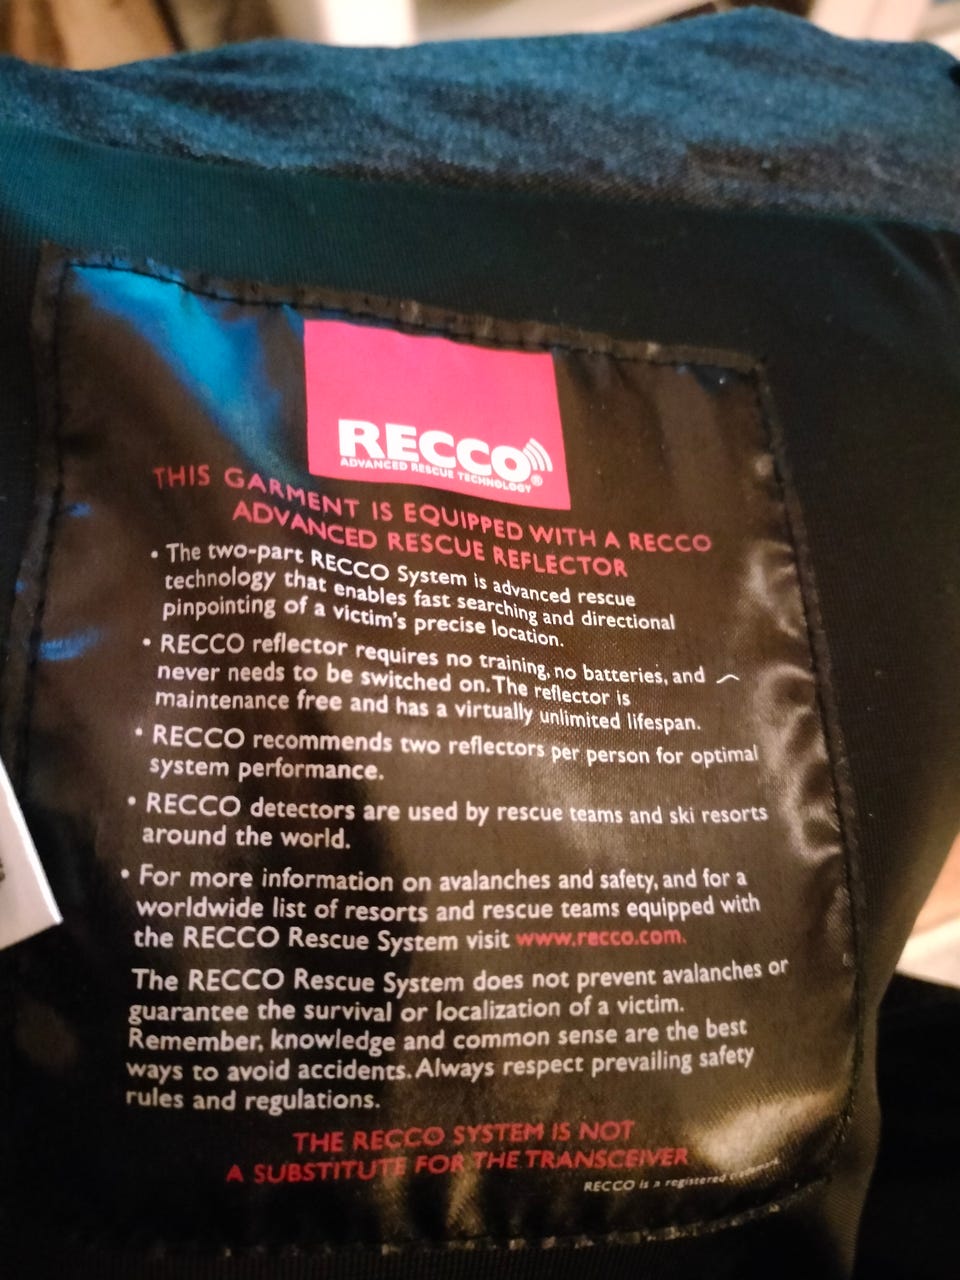 RECCO
ADVANCED RESCUE TECHNOLOGY®
THIS GARMENT IS EQUIPPED WITH A RECCO
ADVANCED RESCUE REFLECTOR
• The two-part RECCO System is advanced rescue
technology that enables fast searching and directional
pinpointing of a victim's precise location.
• RECCO reflector requires no training, no batteries, and
never needs to be switched on. The reflector is
maintenance free and has a virtually unlimited lifespan.
• RECCO recommends two reflectors per person for optimal
system performance.
• RECCO detectors are used by rescue teams and ski resorts
around the world.
• For more information on avalanches and safety, and for a
worldwide list of resorts and rescue teams equipped with
the RECCO Rescue System visit www.recco.com.
The RECCO Rescue System does not prevent avalanches or
guarantee the survival or localization of a victim.
Remember, knowledge and common sense are the best
ways to avoid accidents. Always respect prevailing safety
rules and regulations.
THE RECCO SYSTEM IS NOT
A SUBSTITUTE FOR THE TRANSCEIVER
RECCO is a registered trademark.